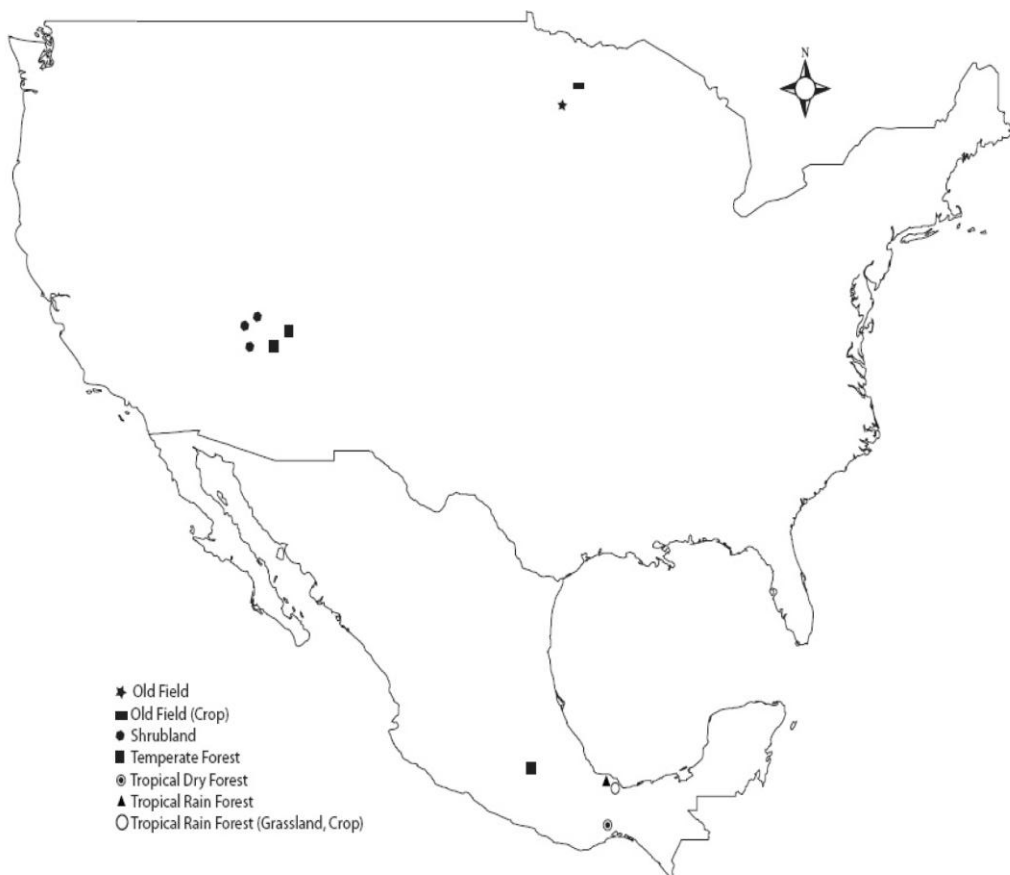 N
Old Field
Old Field (Crop)
Shrubland
Temperate Forest
Tropical Dry Forest
Tropical Rain Forest
Tropical Rain Forest (Grassland, Crop)